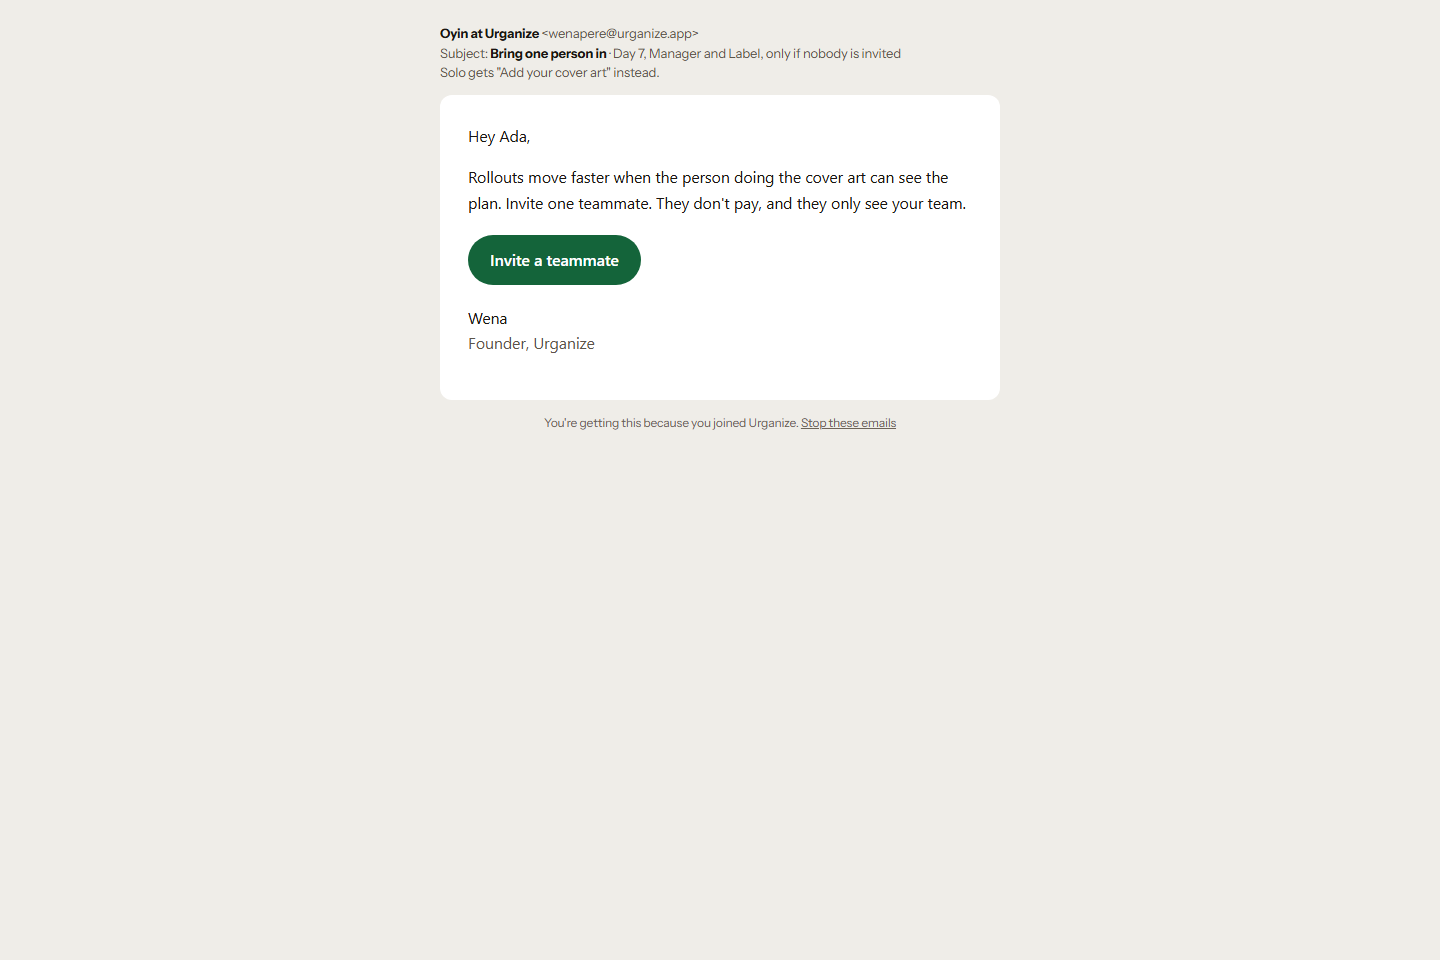 Oyin at Urganize <wenapere@urganize.app>
Subject: Bring one person in · Day 7, Manager and Label, only if nobody is invited
Solo gets "Add your cover art" instead.
Hey Ada,
Rollouts move faster when the person doing the cover art can see the
plan. Invite one teammate. They don't pay, and they only see your team.
Invite a teammate
Wena
Founder, Urganize
You're getting this because you joined Urganize. Stop these emails